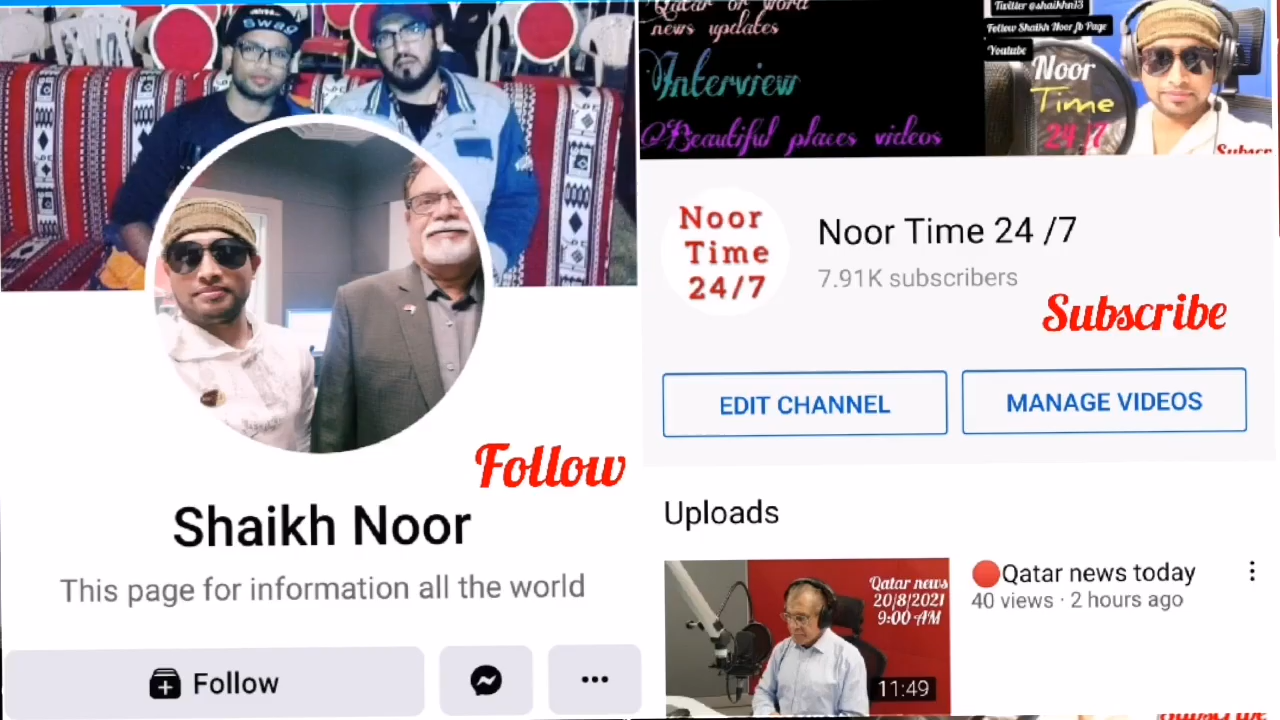 Swag
Follow
Shaikh Noor
This page for information all the world
Follow
Qatar or word
news updates
Interview
@Beautiful places videos
Twitter @shaikhn13
Follow Shaikh Noor fb Page
Youtube
Noor
Time
24/7
Subscr
Noor
Time
24/7
Noor Time 24 /7
7.91K subscribers
Subscribe
EDIT CHANNEL
MANAGE VIDEOS
Uploads
Qatar news
20/8/2021
9:00 AM
11:49
🔴Qatar news today
40 views · 2 hours ago